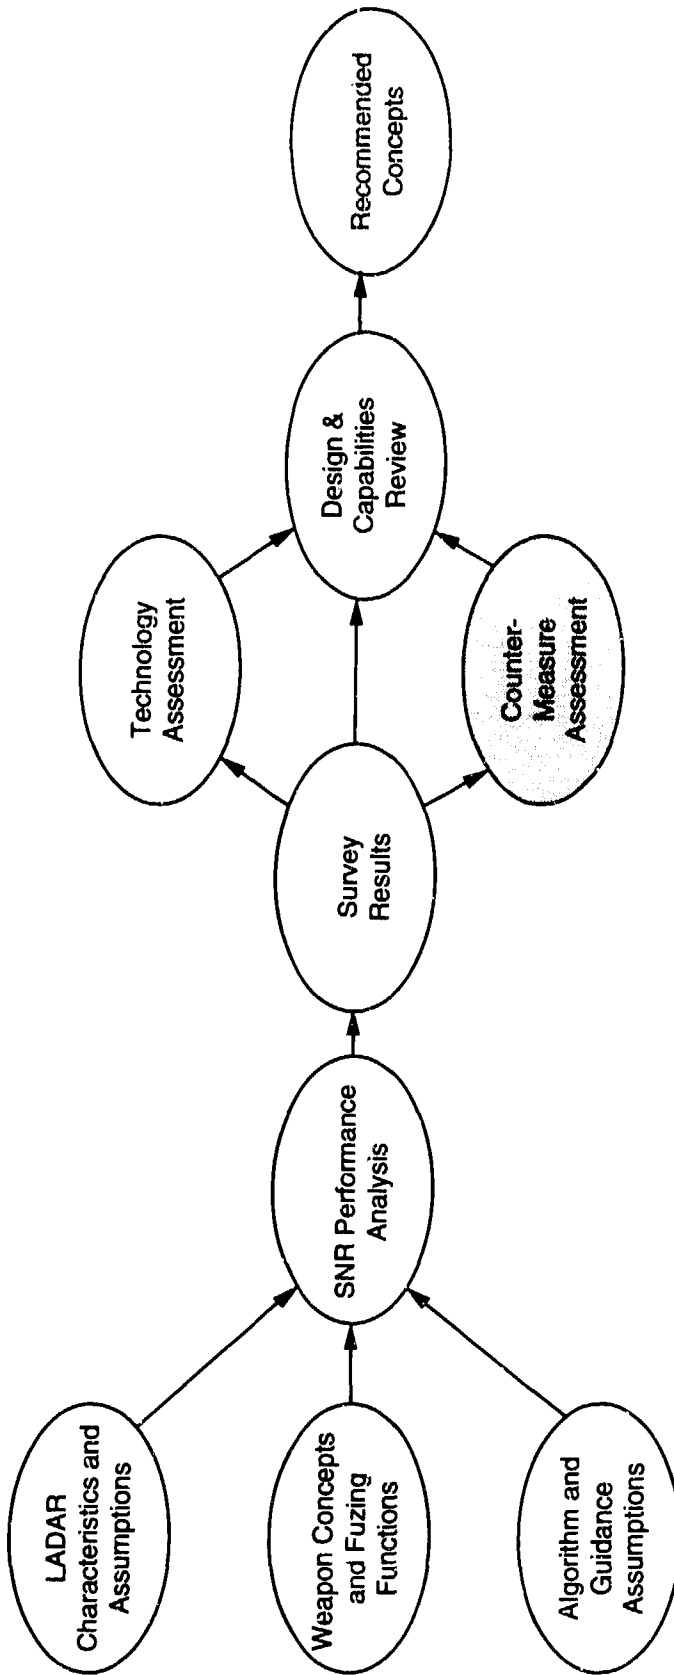 LADAR
Characteristics and
Assumptions
Weapon Concepts
and Fuzing
Functions
Algorithm and
Guidance
Assumptions
SNR Performance
Analysis
Survey
Results
Technology
Assessment
Counter-
Measure
Assessment
Design &
Capabilities
Review
Recommended
Concepts